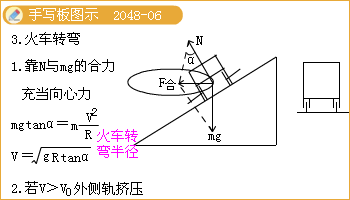 手写板图示 2048-06
3.火车转弯
1.靠N与mg的合力
充当向心力
mgtanα=mV²/R
V=√gRtanα
2.若V>V₀外侧轨挤压
N
α
F合
mg
火车转
弯半径